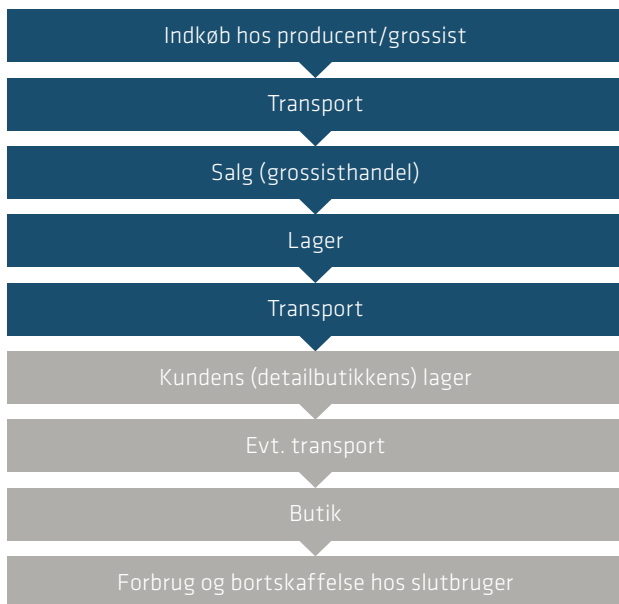 Indkøb hos producent/grossist
Transport
Salg (grossisthandel)
Lager
Transport
Kundens (detailbutikkens) lager
Evt. transport
Butik
Forbrug og bortskaffelse hos slutbruger